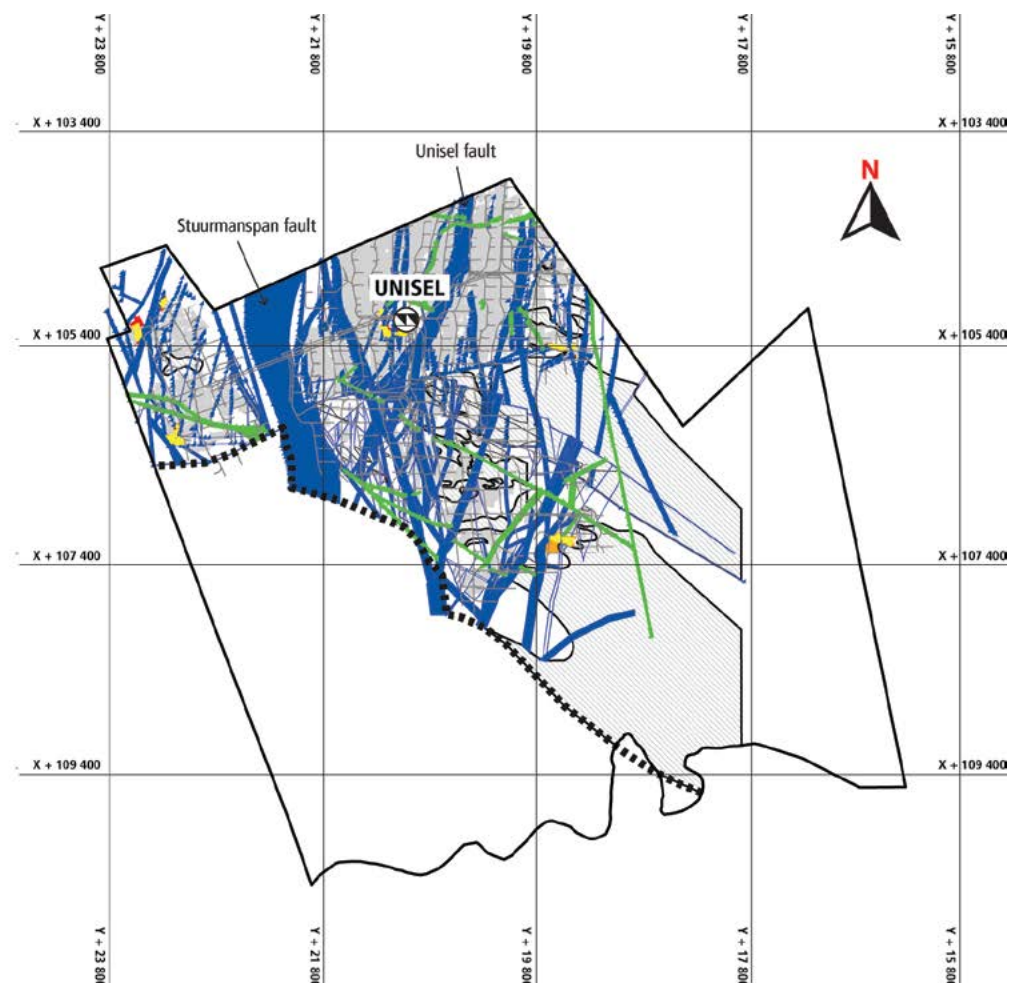 Y + 23 800
Y + 21 800
Y + 19 800
Y + 17 800
Y + 15 800
X + 103 400
X + 103 400
Unisel fault
N
Stuurmanspan fault
UNISEL
X + 105 400
X + 105 400
X + 107 400
X + 107 400
X + 109 400
X + 109 400
Y + 23 800
Y + 21 800
Y + 19 800
Y + 17 800
Y + 15 800